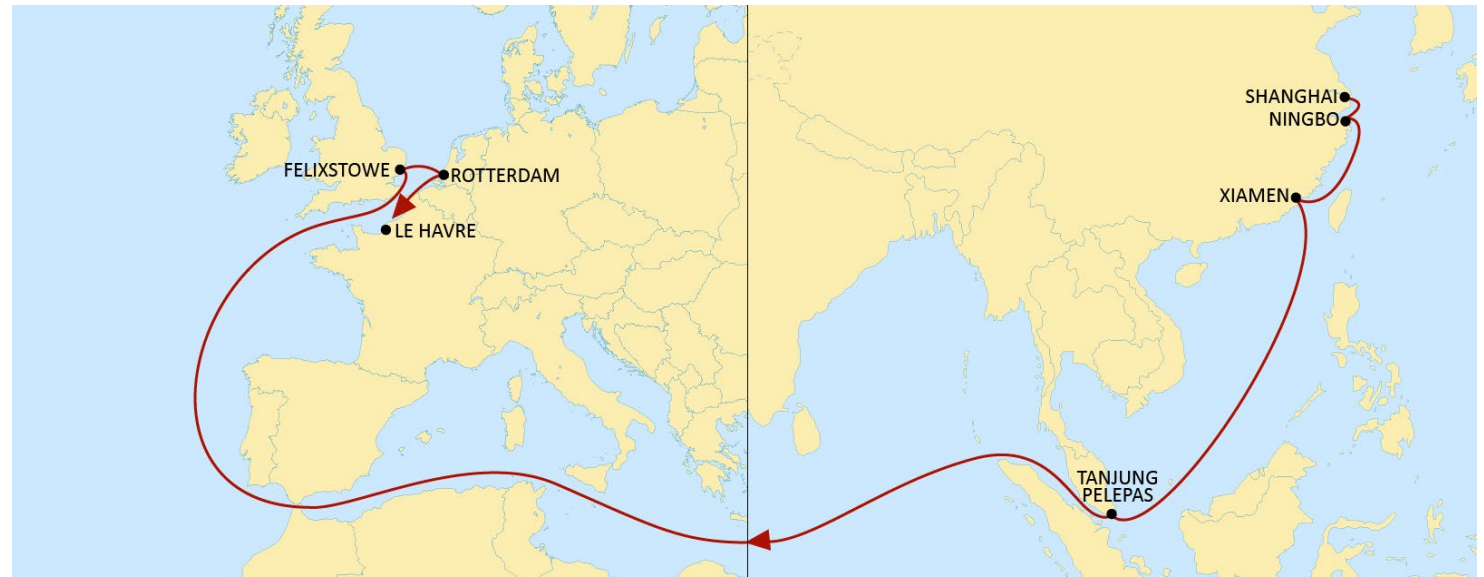 SHANGHAI
NINGBO
FELIXSTOWE
ROTTERDAM
XIAMEN
LE HAVRE
TANJUNG
PELEPAS